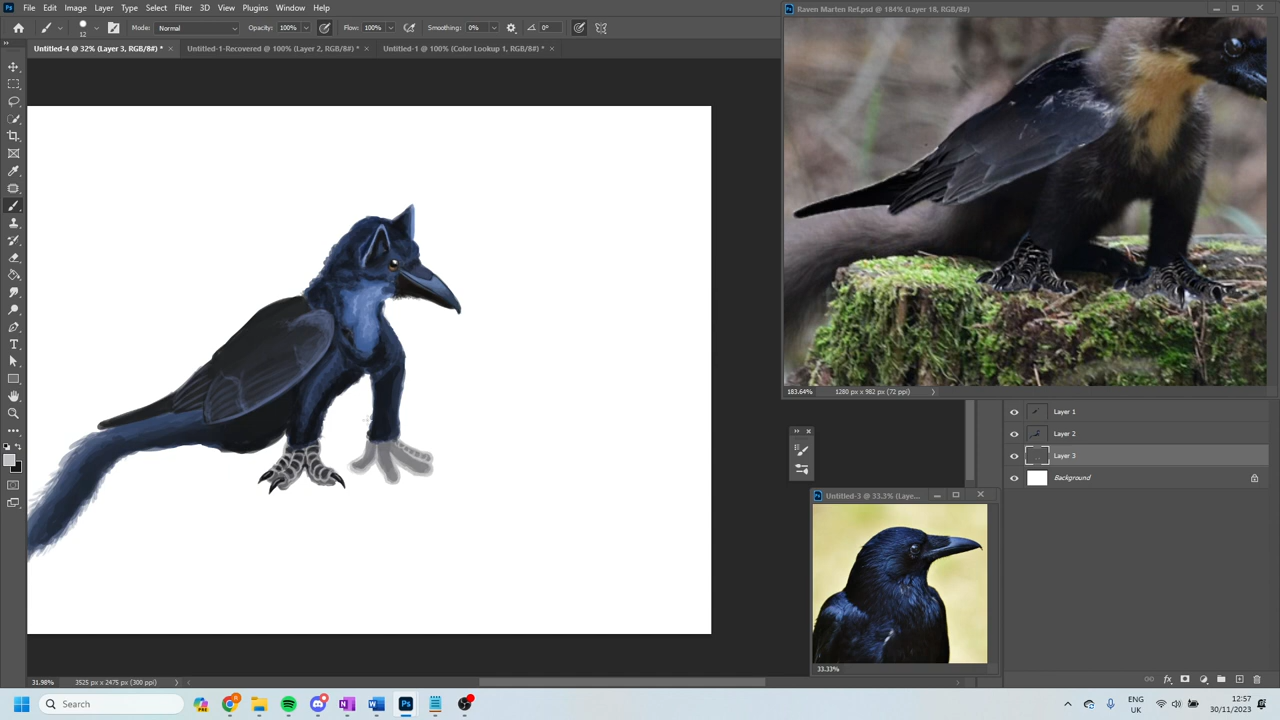 File Edit Image Layer Type Select Filter 3D View Plugins Window Help
Raven Marten Ref.psd @ 184% (Layer 18, RGB/8#)
12 Mode: Normal Opacity: 100% Flow: 100% Smoothing: 0% 0°
Untitled-4 @ 32% (Layer 3, RGB/8#) * Untitled-1-Recovered @ 100% (Layer 2, RGB/8#) * Untitled-1 @ 100% (Color Lookup 1, RGB/8#) *
183.64% 1280 px x 982 px (72 ppi)
Layer 1
Layer 2
Layer 3
Background
Untitled-3 @ 33.3% (Laye...
33.33%
31.98% 3525 px x 2475 px (300 ppi)
Search
ENG
UK
12:57
30/11/2023